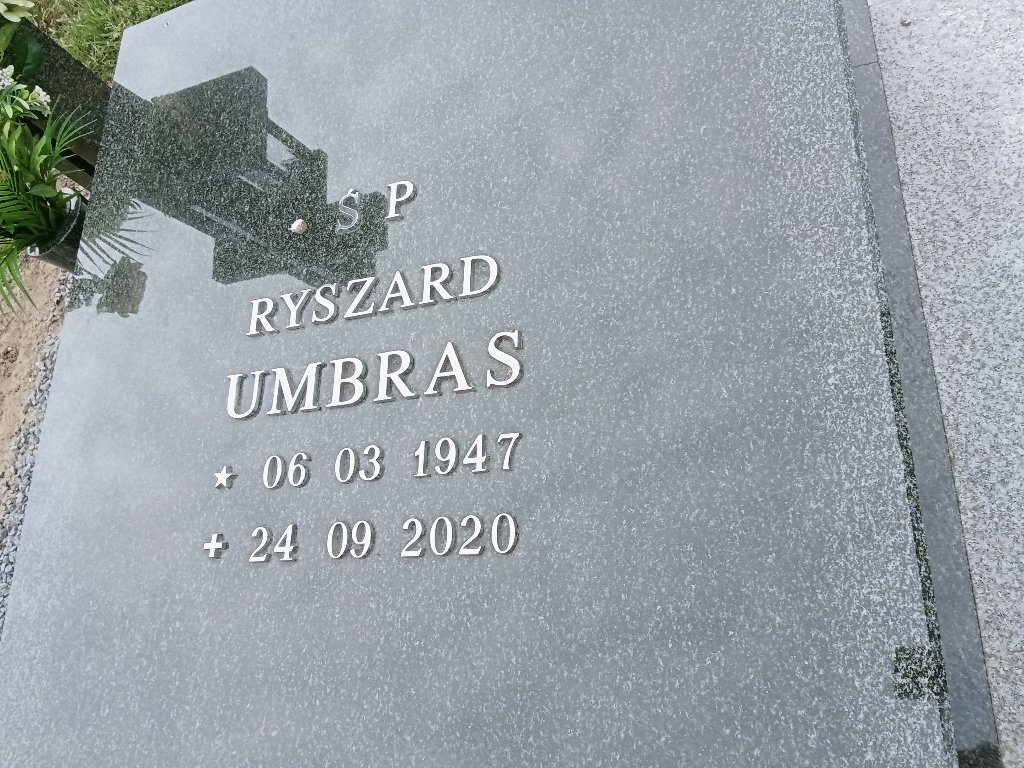 Ś P
RYSZARD
UMBRAS
★ 06 03 1947
+ 24 09 2020